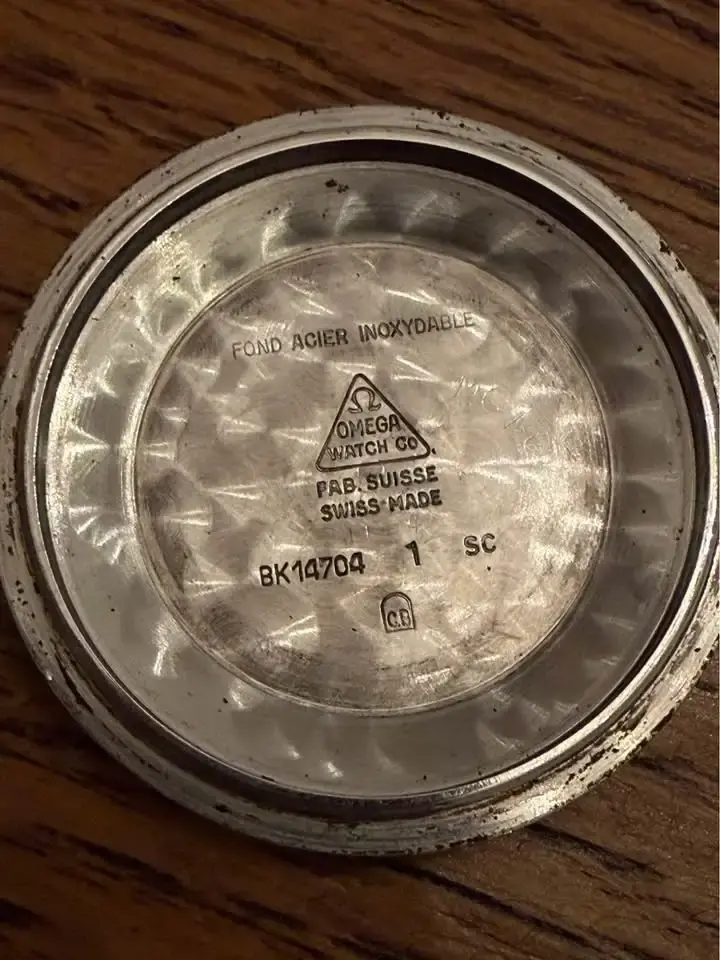 FOND ACIER INOXYDABLE
Ω
OMEGA
WATCH Co.
FAB. SUISSE
SWISS MADE
BK14704 1 SC
C.B